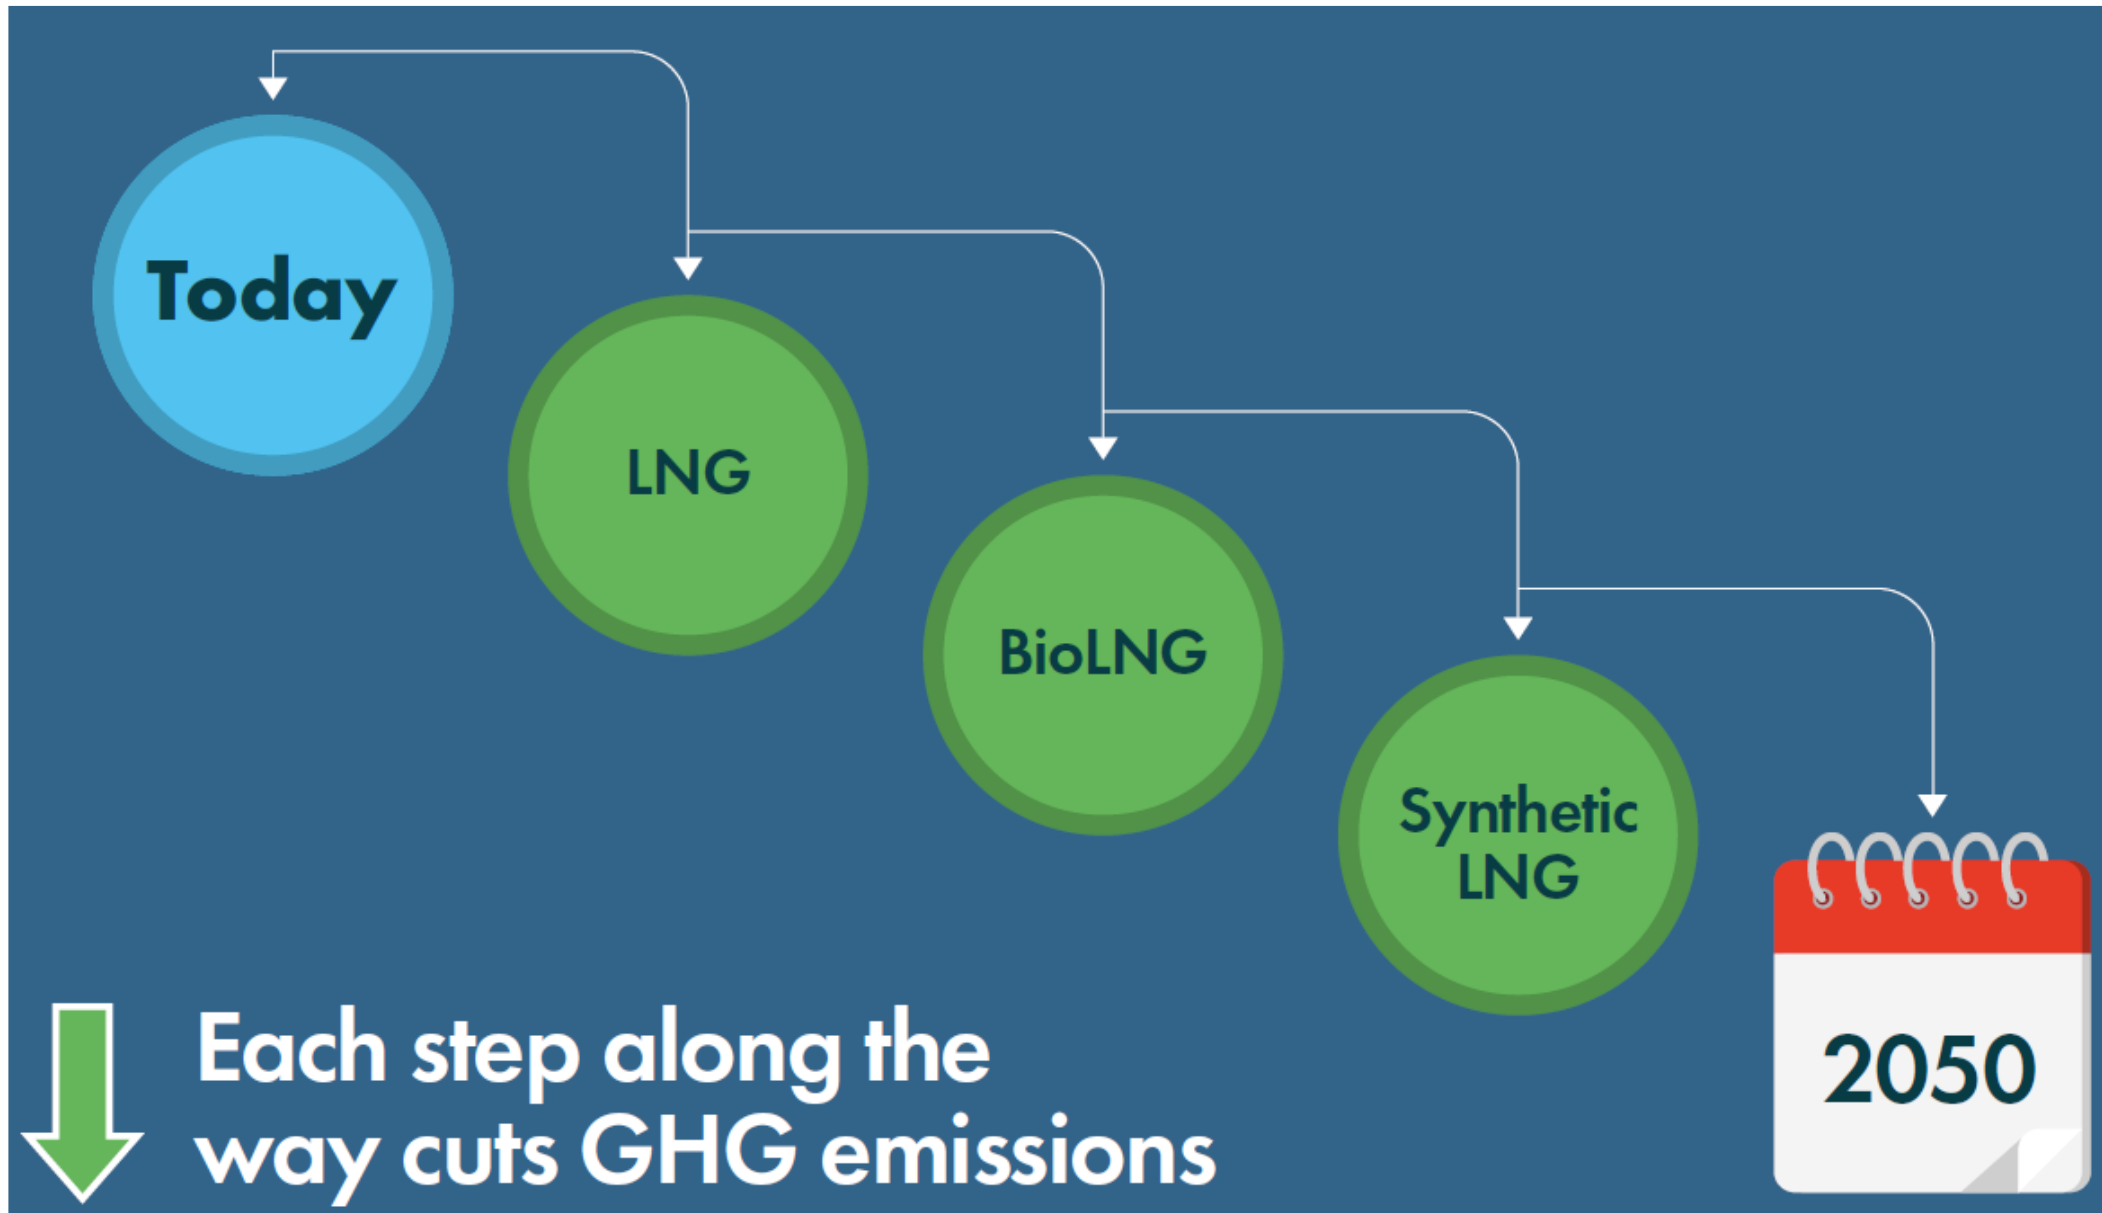 Today
LNG
BioLNG
Synthetic
LNG
2050
Each step along the
way cuts GHG emissions